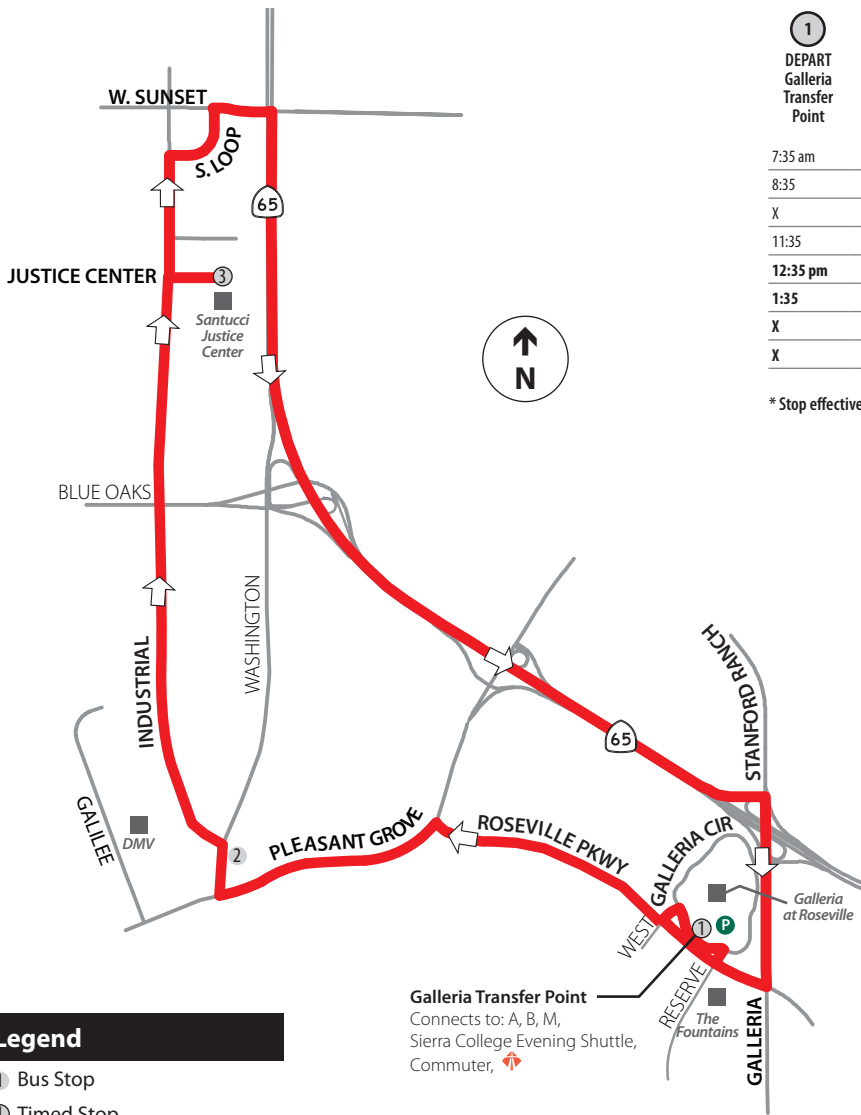 1
DEPART
Galleria
Transfer
Point
7:35 am
8:35
X
11:35
12:35 pm
1:35
X
X
* Stop effective
W. SUNSET
S. LOOP
65
JUSTICE CENTER
3
Santucci
Justice
Center
N
BLUE OAKS
WASHINGTON
INDUSTRIAL
STANFORD RANCH
65
GALILEE
DMV
2
PLEASANT GROVE
ROSEVILLE PKWY
GALLERIA CIR
Galleria
at Roseville
WEST
1
P
RESERVE
The
Fountains
GALLERIA
Galleria Transfer Point
Connects to: A, B, M,
Sierra College Evening Shuttle,
Commuter,
Legend
Bus Stop
Timed Stop